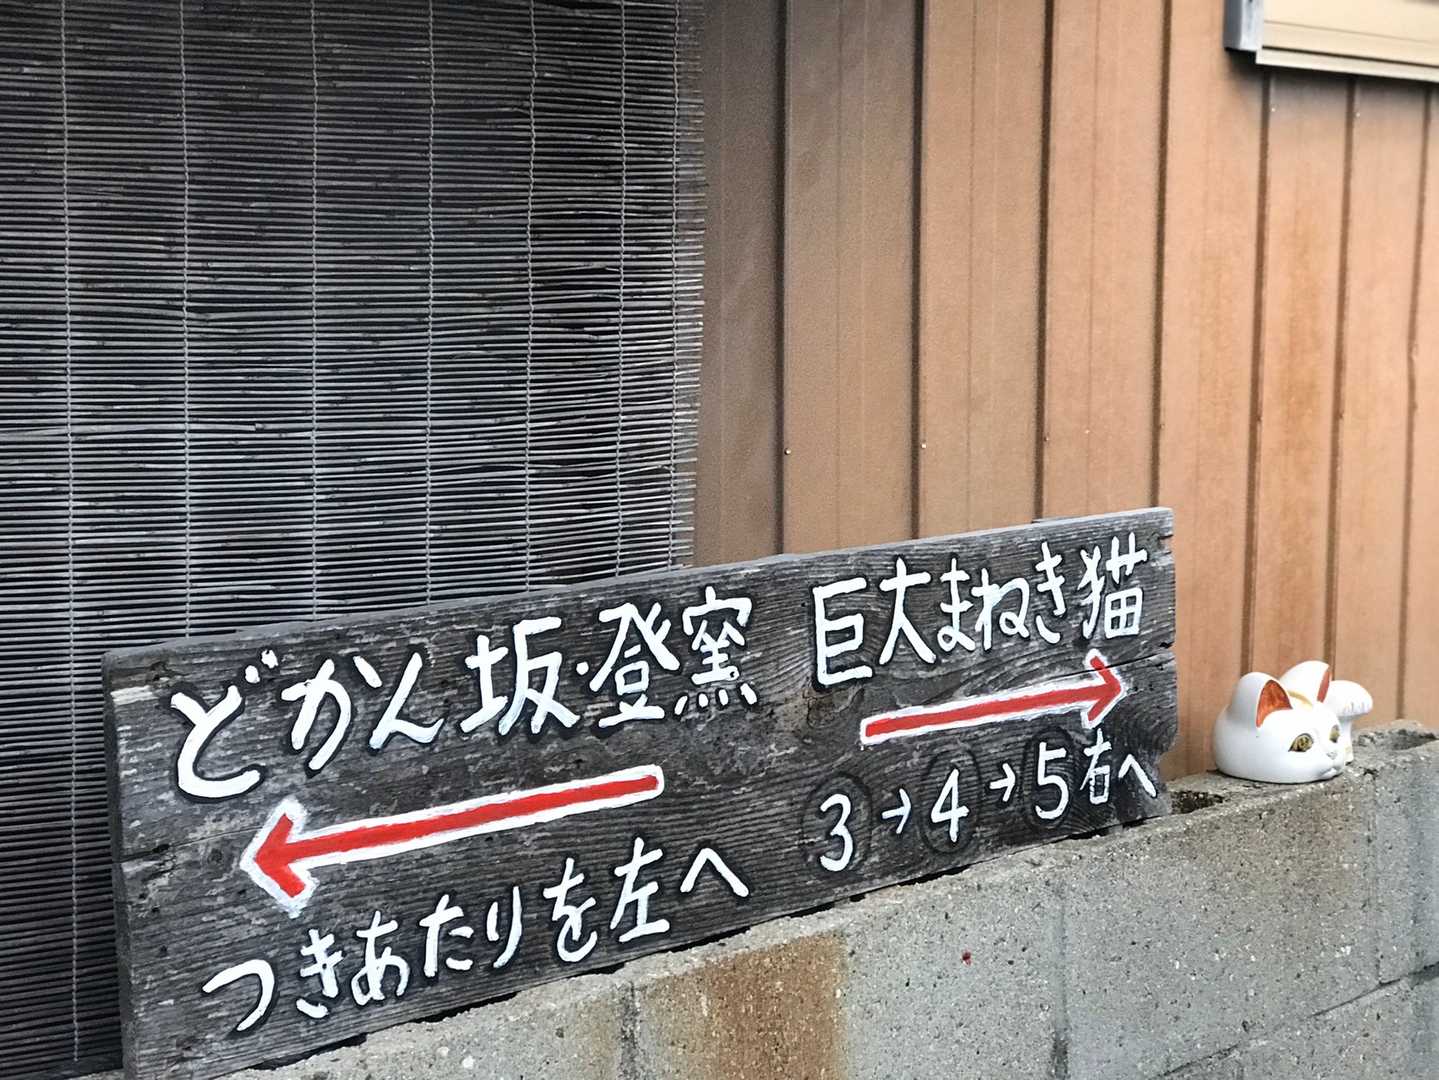 どかん坂・登窯
つきあたりを左へ
巨大まねき猫
3→4→5右へ